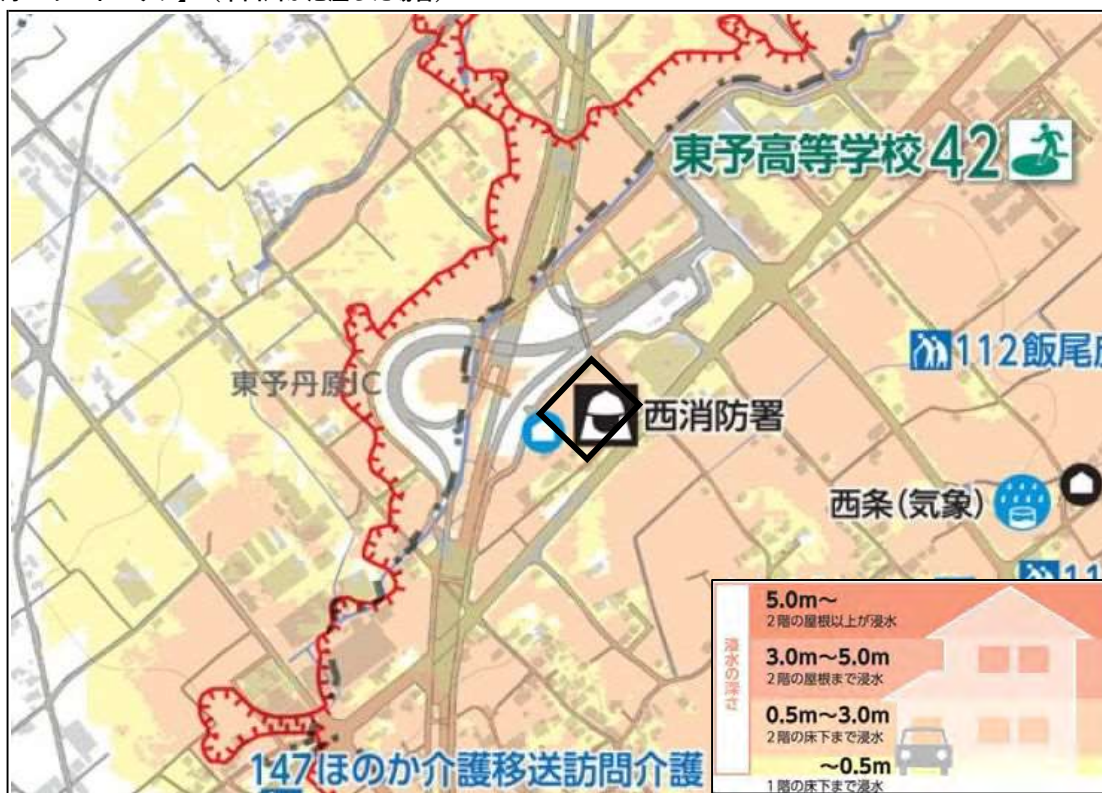 東予高等学校42
112飯尾
東予丹原IC
西消防署
西条(気象)
11
147ほのか介護移送訪問介護
浸水の深さ
5.0m~
2階の屋根以上が浸水
3.0m~5.0m
2階の屋根まで浸水
0.5m~3.0m
2階の床下まで浸水
~0.5m
1階の床下まで浸水